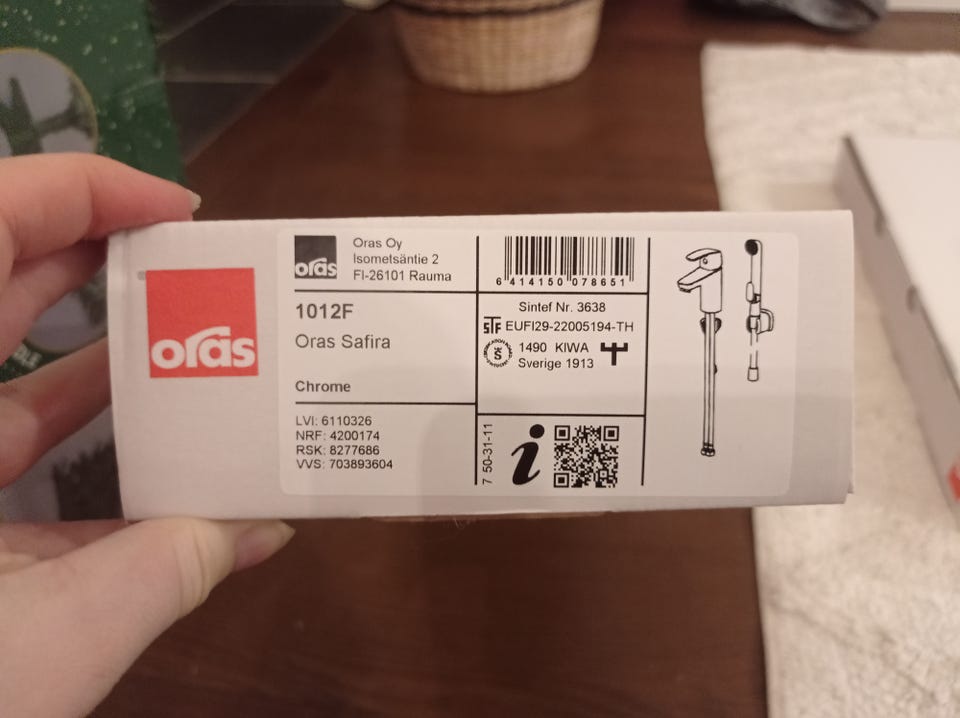 oras
oras
Oras Oy
Isometsäntie 2
FI-26101 Rauma
1012F
Oras Safira
Chrome
LVI: 6110326
NRF: 4200174
RSK: 8277686
VVS: 703893604
6 414150 078651
Sintef Nr. 3638
STF EUFI29-22005194-TH
1490 KIWA
Sverige 1913
7 50-31-11
i